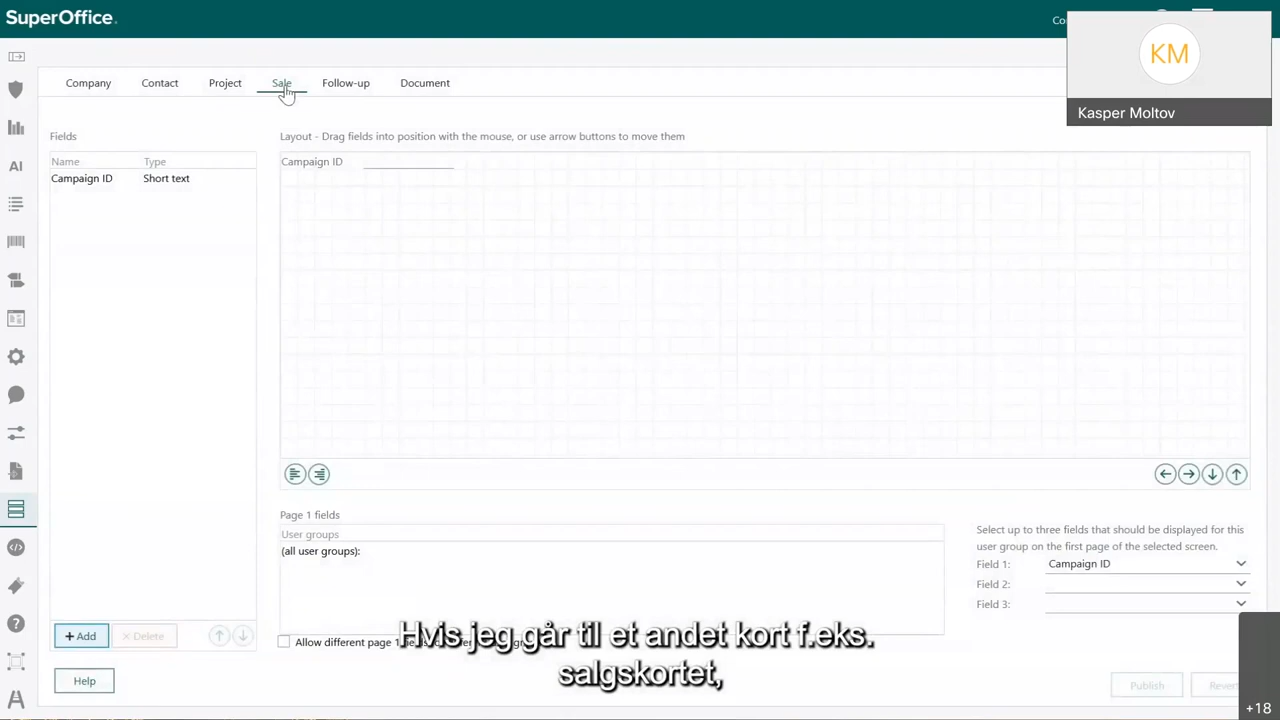 SuperOffice.
Co
KM
Kasper Moltov
Company Contact Project Sale Follow-up Document
Fields
Layout - Drag fields into position with the mouse, or use arrow buttons to move them
Name Type
Campaign ID Short text
Campaign ID
AI
Page 1 fields
User groups
(all user groups):
Select up to three fields that should be displayed for this
user group on the first page of the selected screen.
Field 1: Campaign ID
Field 2:
Field 3:
+ Add
× Delete
Allow different page 1
Hvis jeg går til et andet kort f.eks.
salgskortet,
Help
Publish
Revert
+18